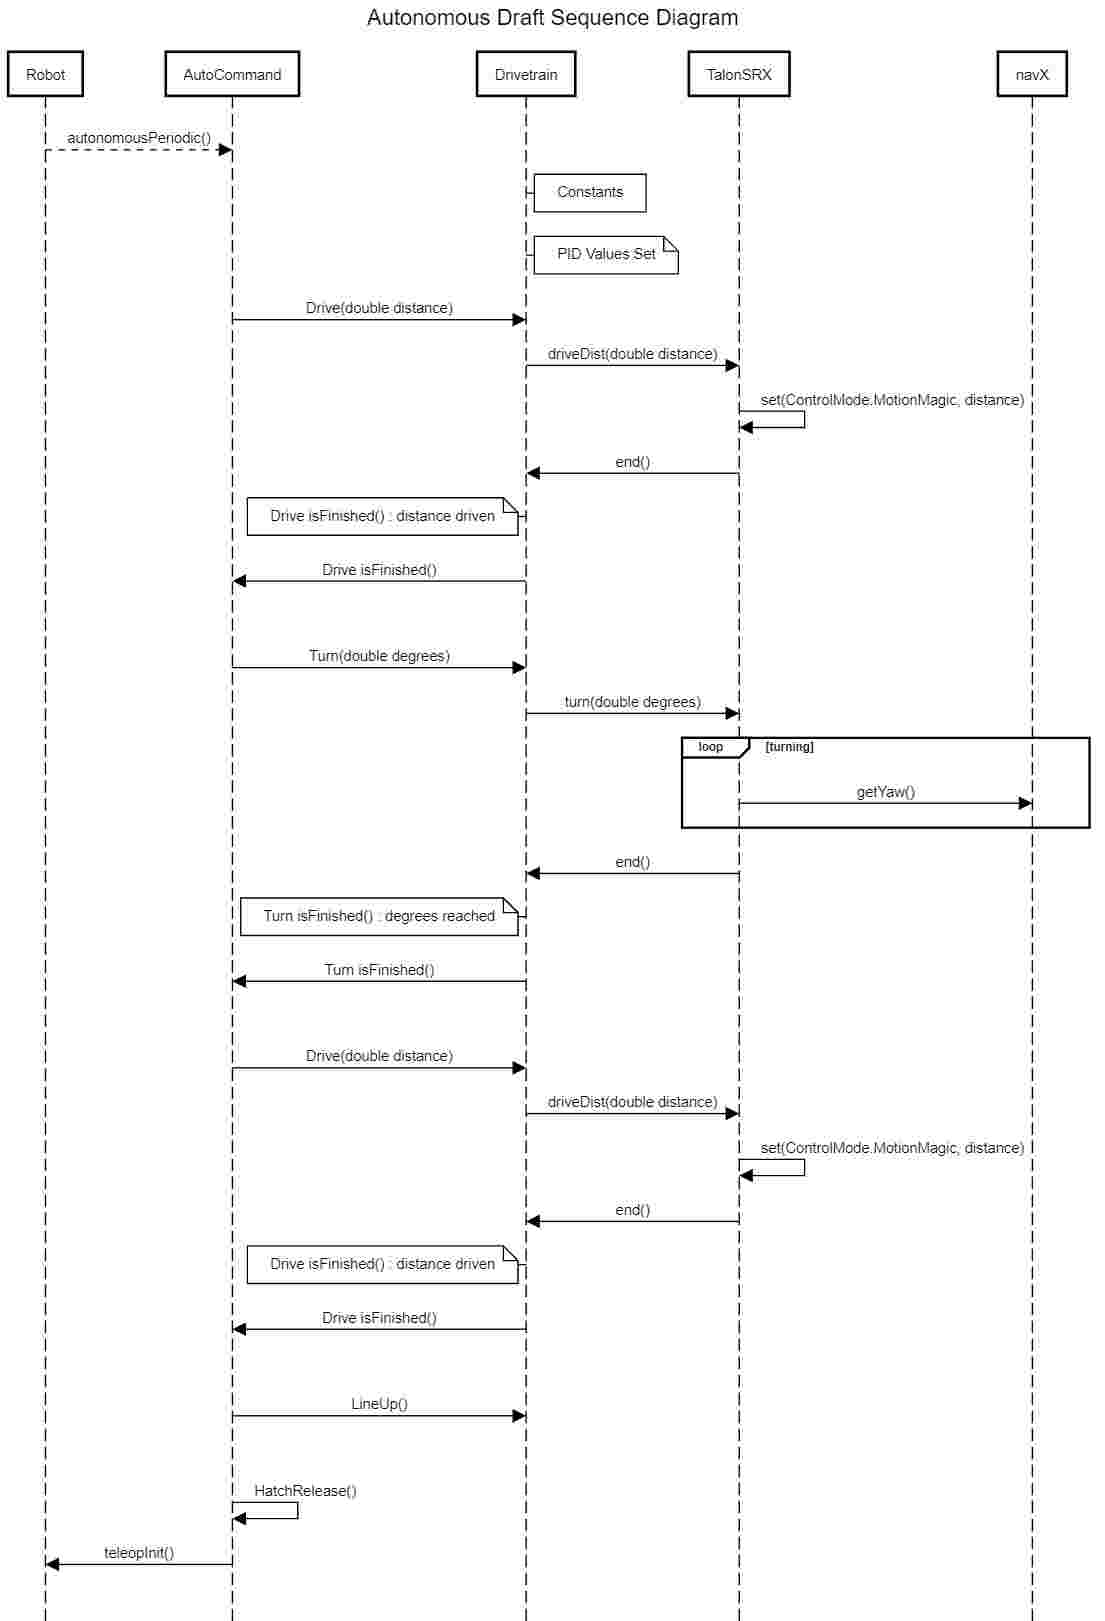 Autonomous Draft Sequence Diagram
Robot
AutoCommand
Drivetrain
TalonSRX
navX
autonomousPeriodic()
Constants
PID Values Set
Drive(double distance)
driveDist(double distance)
set(ControlMode.MotionMagic, distance)
end()
Drive isFinished() : distance driven
Drive isFinished()
Turn(double degrees)
turn(double degrees)
loop [turning]
getYaw()
end()
Turn isFinished() : degrees reached
Turn isFinished()
Drive(double distance)
driveDist(double distance)
set(ControlMode.MotionMagic, distance)
end()
Drive isFinished() : distance driven
Drive isFinished()
LineUp()
HatchRelease()
teleopInit()